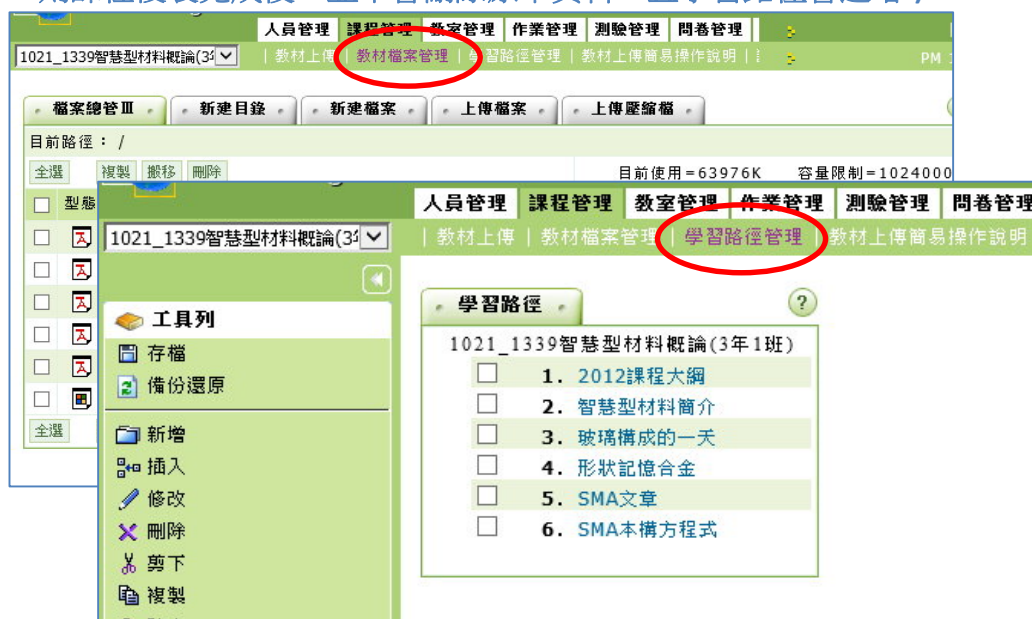 人員管理 課程管理 教室管理 作業管理 測驗管理 問卷管理
1021_1339智慧型材料概論(3 | 教材上傳 | 教材檔案管理 | 學習路徑管理 | 教材上傳簡易操作說明 | PM
檔案總管 III 新建目錄 新建檔案 上傳檔案 上傳壓縮檔
目前路徑： /
全選 複製 搬移 刪除 目前使用=63976K 容量限制=1024000
型態
全選
人員管理 課程管理 教室管理 作業管理 測驗管理 問卷管理
1021_1339智慧型材料概論(3 | 教材上傳 | 教材檔案管理 | 學習路徑管理 | 教材上傳簡易操作說明
工具列
存檔
備份還原
新增
插入
修改
刪除
剪下
複製
學習路徑 ?
1021_1339智慧型材料概論(3年1班)
1. 2012課程大綱
2. 智慧型材料簡介
3. 玻璃構成的一天
4. 形狀記憶合金
5. SMA文章
6. SMA本構方程式